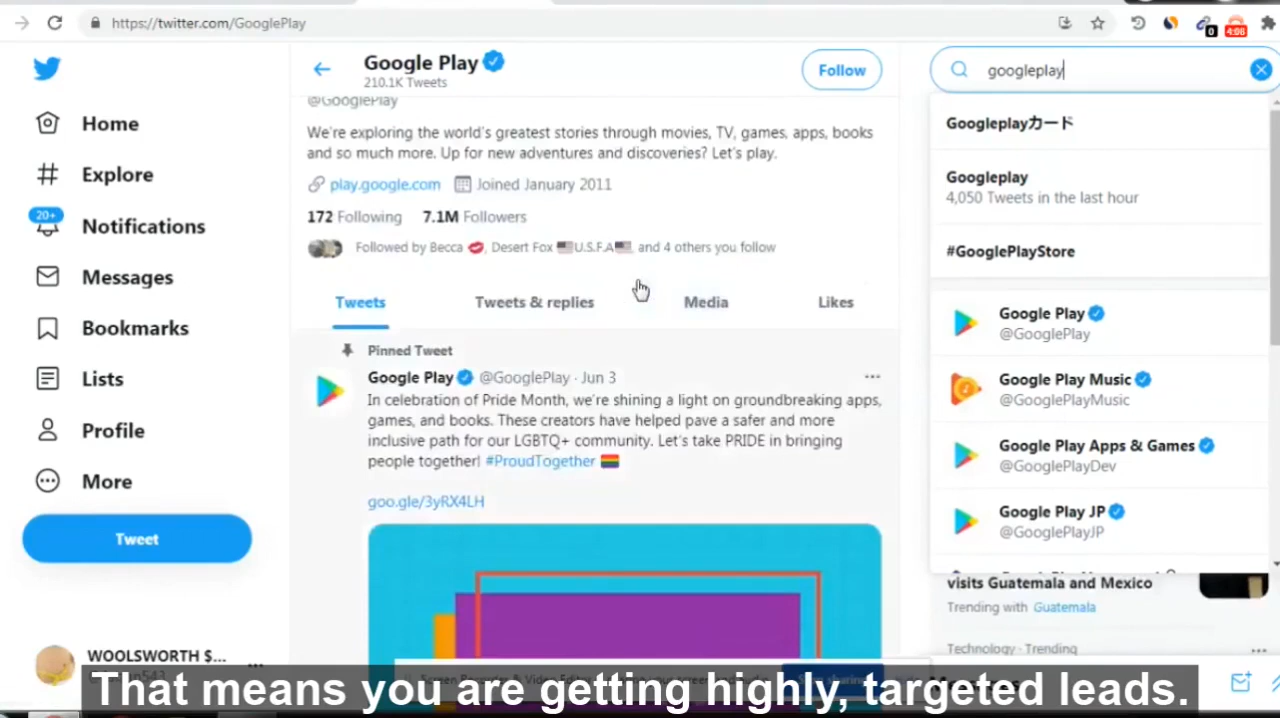 https://twitter.com/GooglePlay
0
4:06
Google Play
210.1K Tweets
Follow
googleplay
Home
Explore
20+
Notifications
Messages
Bookmarks
Lists
Profile
More
Tweet
WOOLSWORTH $...
@GooglePlay
We're exploring the world's greatest stories through movies, TV, games, apps, books
and so much more. Up for new adventures and discoveries? Let's play.
play.google.com Joined January 2011
172 Following 7.1M Followers
Followed by Becca 💋, Desert Fox 🇺🇸U.S.F.A🇺🇸, and 4 others you follow
Tweets Tweets & replies Media Likes
Pinned Tweet
Google Play @GooglePlay · Jun 3
In celebration of Pride Month, we're shining a light on groundbreaking apps,
games, and books. These creators have helped pave a safer and more
inclusive path for our LGBTQ+ community. Let's take PRIDE in bringing
people together! #ProudTogether 🏳️‍🌈
goo.gle/3yRX4LH
Googleplayカード
Googleplay
4,050 Tweets in the last hour
#GooglePlayStore
Google Play
@GooglePlay
Google Play Music
@GooglePlayMusic
Google Play Apps & Games
@GooglePlayDev
Google Play JP
@GooglePlayJP
visits Guatemala and Mexico
Trending with Guatemala
Technology · Trending
That means you are getting highly, targeted leads.